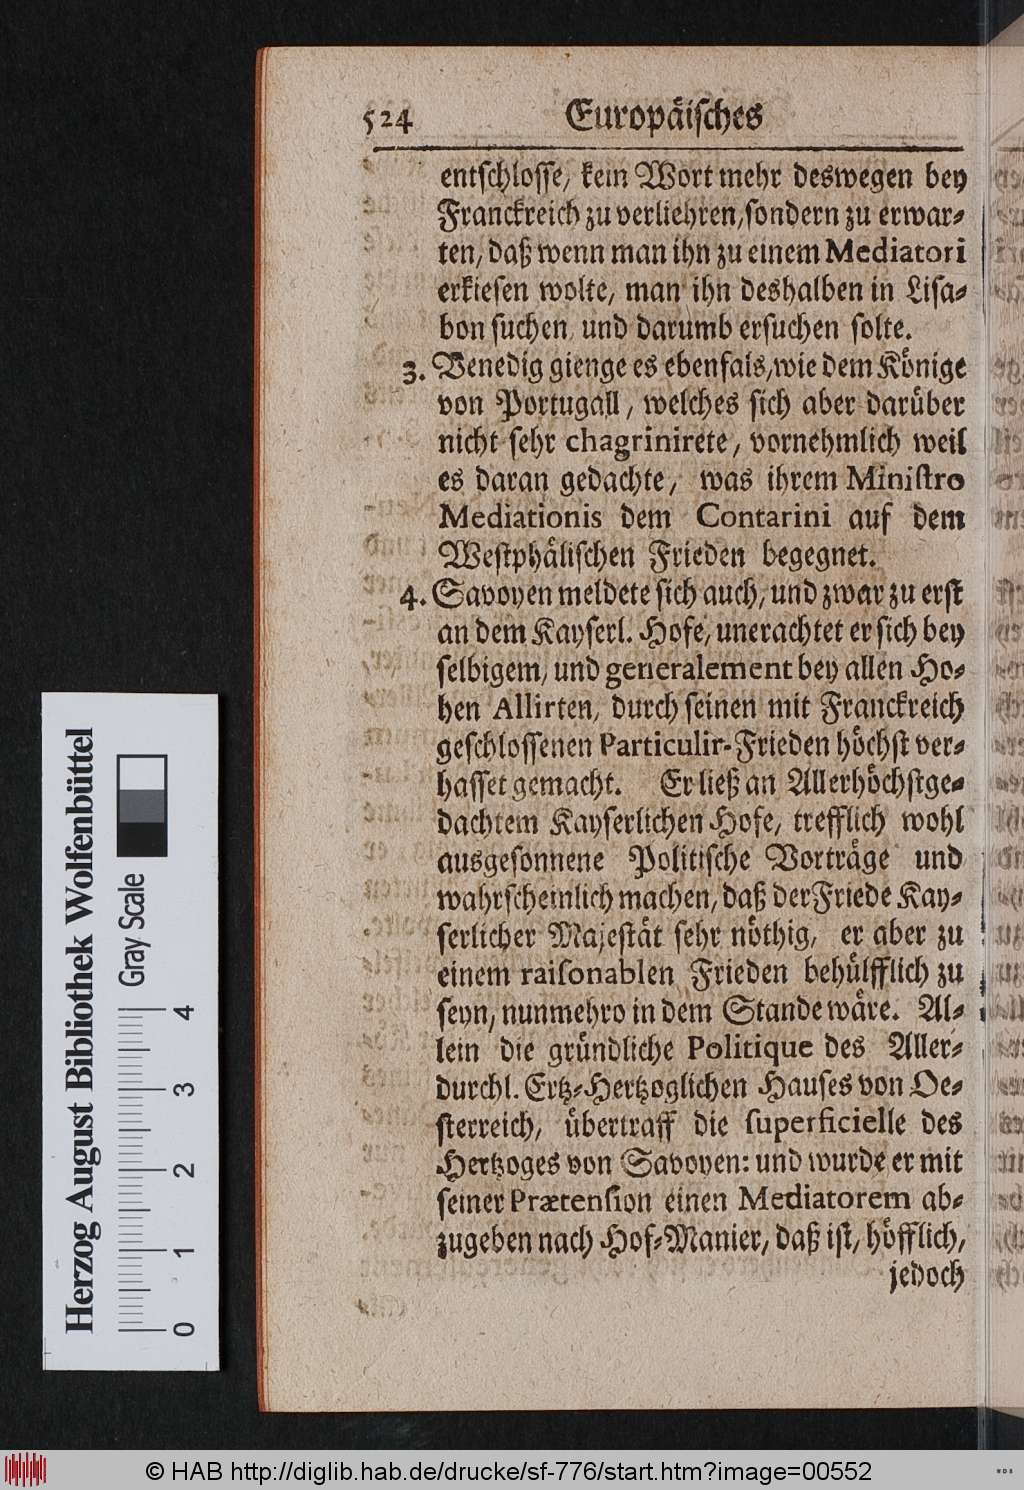 524 Europäisches
entschlosse, kein Wort mehr deswegen bey
Franckreich zu verliehren, sondern zu erwar-
ten, daß wenn man ihn zu einem Mediatori
erkiesen wolte, man ihn deshalben in Lisa-
bon suchen, und darumb ersuchen solte.
3. Venedig gienge es ebenfals, wie dem Könige
von Portugall, welches sich aber darüber
nicht sehr chagrinirete, vornehmlich weil
es daran gedachte, was ihrem Ministro
Mediationis dem Contarini auf dem
Westphälischen Frieden begegnet.
4. Savoyen meldete sich auch, und zwar zu erst
an dem Kayserl. Hofe, unerachtet er sich bey
selbigem, und generalement bey allen Ho-
hen Allirten, durch seinen mit Franckreich
geschlossenen Particulir-Frieden höchst ver-
hasset gemacht. Er ließ an Allerhöchstge-
dachtem Kayserlichen Hofe, trefflich wohl
ausgesonnene Politische Vorträge und
wahrscheinlich machen, daß der Friede Kay-
serlicher Majestät sehr nöthig, er aber zu
einem raisonablen Frieden behülfflich zu
seyn, nunmehro in dem Stande wäre. Al-
lein die gründliche Politique des Aller-
durchl. Ertz-Hertzoglichen Hauses von Oe-
sterreich, übertraff die superficielle des
Hertzoges von Savoyen: und wurde er mit
seiner Prætension einen Mediatorem ab-
zugeben nach Hof-Manier, daß ist, höfflich,
jedoch
Herzog August Bibliothek Wolfenbüttel
Gray Scale
0 1 2 3 4
© HAB http://diglib.hab.de/drucke/sf-776/start.htm?image=00552